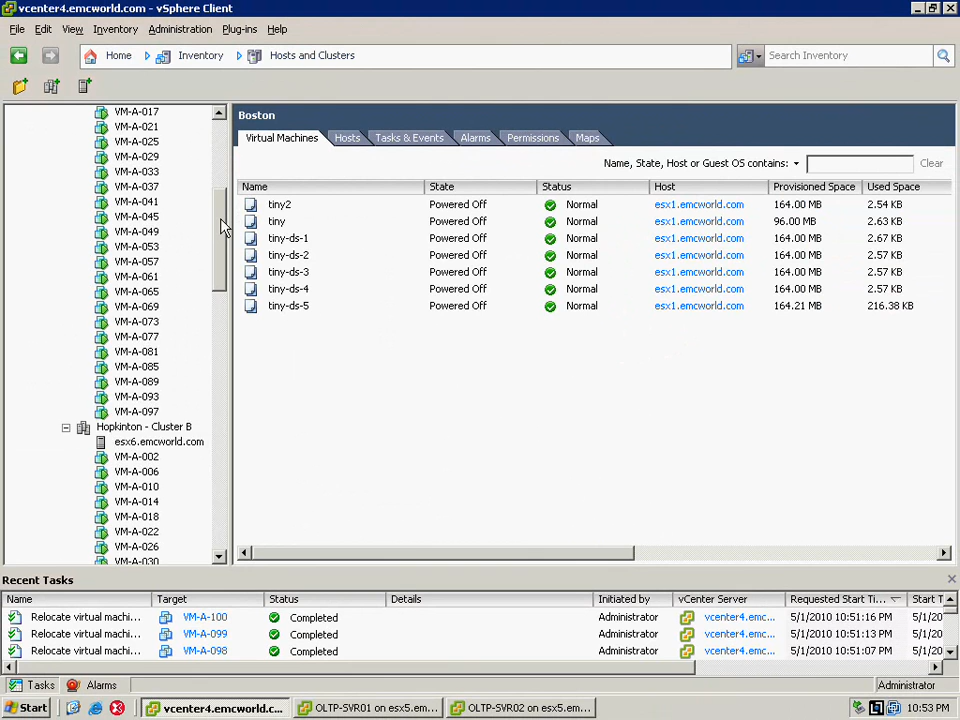 vcenter4.emcworld.com - vSphere Client
File Edit View Inventory Administration Plug-ins Help
Home Inventory Hosts and Clusters Search Inventory
VM-A-017
VM-A-021
VM-A-025
VM-A-029
VM-A-033
VM-A-037
VM-A-041
VM-A-045
VM-A-049
VM-A-053
VM-A-057
VM-A-061
VM-A-065
VM-A-069
VM-A-073
VM-A-077
VM-A-081
VM-A-085
VM-A-089
VM-A-093
VM-A-097
Hopkinton - Cluster B
esx6.emcworld.com
VM-A-002
VM-A-006
VM-A-010
VM-A-014
VM-A-018
VM-A-022
VM-A-026
VM-A-030
Boston
Virtual Machines Hosts Tasks & Events Alarms Permissions Maps
Name, State, Host or Guest OS contains: Clear
Name State Status Host Provisioned Space Used Space
tiny2 Powered Off Normal esx1.emcworld.com 164.00 MB 2.54 KB
tiny Powered Off Normal esx1.emcworld.com 96.00 MB 2.63 KB
tiny-ds-1 Powered Off Normal esx1.emcworld.com 164.00 MB 2.67 KB
tiny-ds-2 Powered Off Normal esx1.emcworld.com 164.00 MB 2.57 KB
tiny-ds-3 Powered Off Normal esx1.emcworld.com 164.00 MB 2.57 KB
tiny-ds-4 Powered Off Normal esx1.emcworld.com 164.00 MB 2.57 KB
tiny-ds-5 Powered Off Normal esx1.emcworld.com 164.21 MB 216.38 KB
Recent Tasks
Name Target Status Details Initiated by vCenter Server Requested Start Ti... Start T
Relocate virtual machi... VM-A-100 Completed Administrator vcenter4.emc... 5/1/2010 10:51:16 PM 5/1/20
Relocate virtual machi... VM-A-099 Completed Administrator vcenter4.emc... 5/1/2010 10:51:13 PM 5/1/20
Relocate virtual machi... VM-A-098 Completed Administrator vcenter4.emc... 5/1/2010 10:51:07 PM 5/1/20
Tasks Alarms Administrator
Start vcenter4.emcworld.c... OLTP-SVR01 on esx5.em... OLTP-SVR02 on esx5.em... 10:53 PM